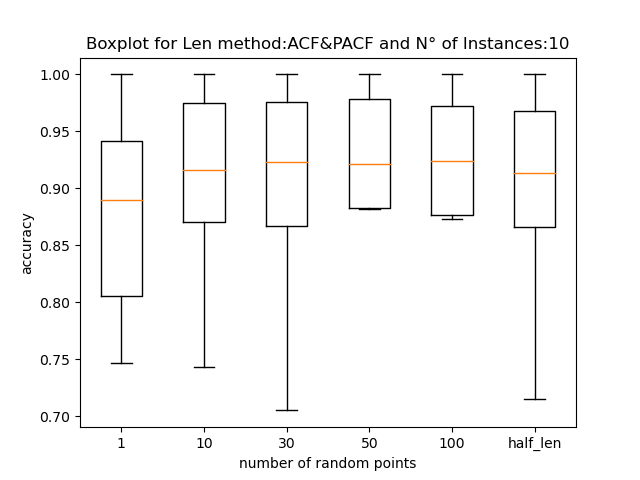 Boxplot for Len method:ACF&PACF and N° of Instances:10
1.00
0.95
0.90
0.85
0.80
0.75
0.70
accuracy
1 10 30 50 100 half_len
number of random points